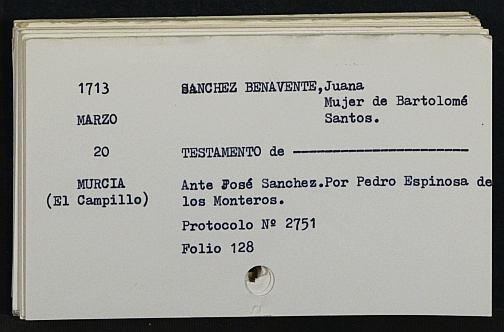 1713 SANCHEZ BENAVENTE,Juana
Mujer de Bartolomé
MARZO Santos.
20 TESTAMENTO de
MURCIA Ante José Sanchez.Por Pedro Espinosa de
(El Campillo) los Monteros.
Protocolo Nº 2751
Folio 128